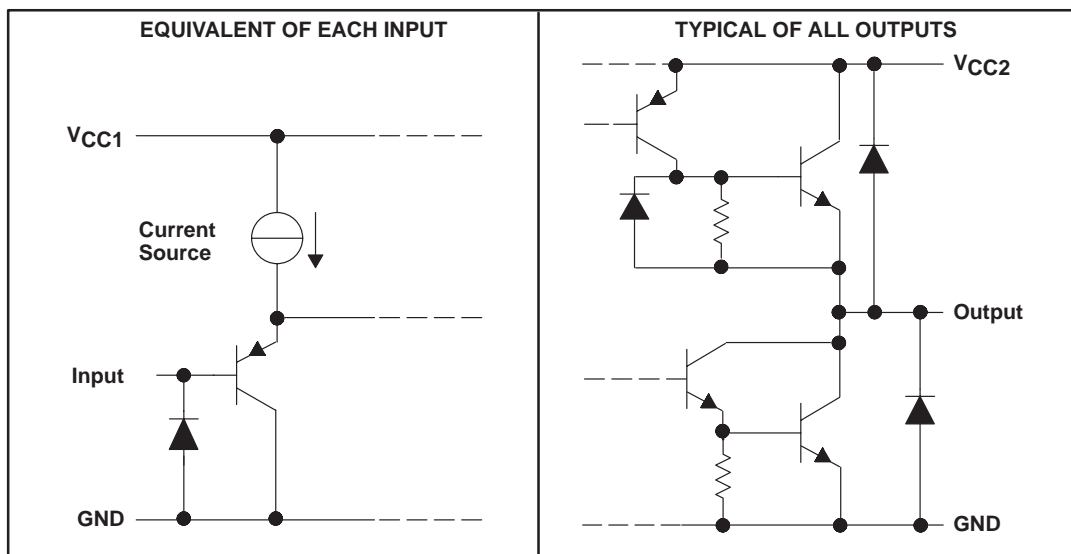 EQUIVALENT OF EACH INPUT
VCC1
Current
Source
Input
GND
TYPICAL OF ALL OUTPUTS
VCC2
Output
GND